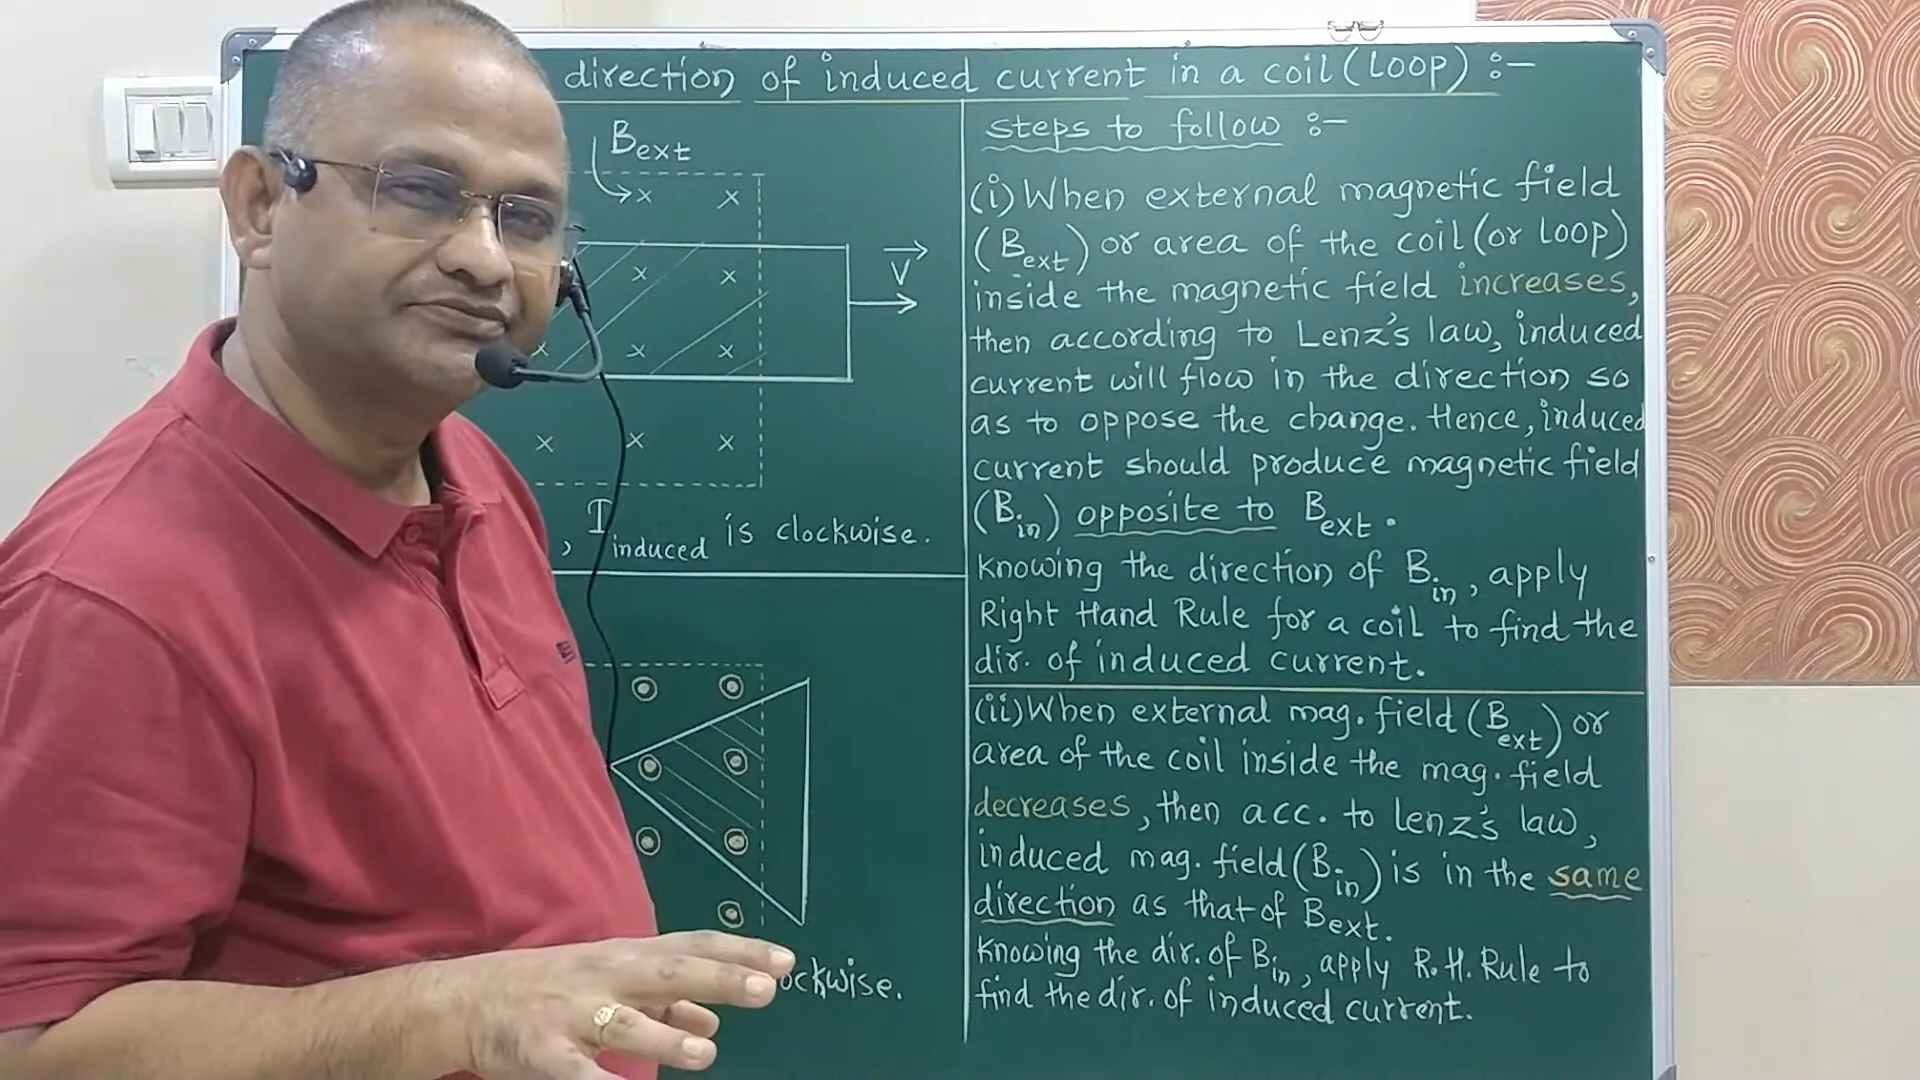 direction of induced current in a coil (Loop) :-
Bext
x x
x x
V
x x x
x x x
, Iinduced is clockwise.
ockwise.
steps to follow :-
(i) When external magnetic field
(Bext) or area of the coil (or loop)
inside the magnetic field increases,
then according to Lenz's law, induced
current will flow in the direction so
as to oppose the change. Hence, induced
current should produce magnetic field
(Bin) opposite to Bext.
Knowing the direction of Bin, apply
Right Hand Rule for a coil to find the
dir. of induced current.
(ii) When external mag. field (Bext) or
area of the coil inside the mag. field
decreases, then acc. to Lenz's law,
induced mag. field (Bin) is in the same
direction as that of Bext.
Knowing the dir. of Bin, apply R.H. Rule to
find the dir. of induced current.